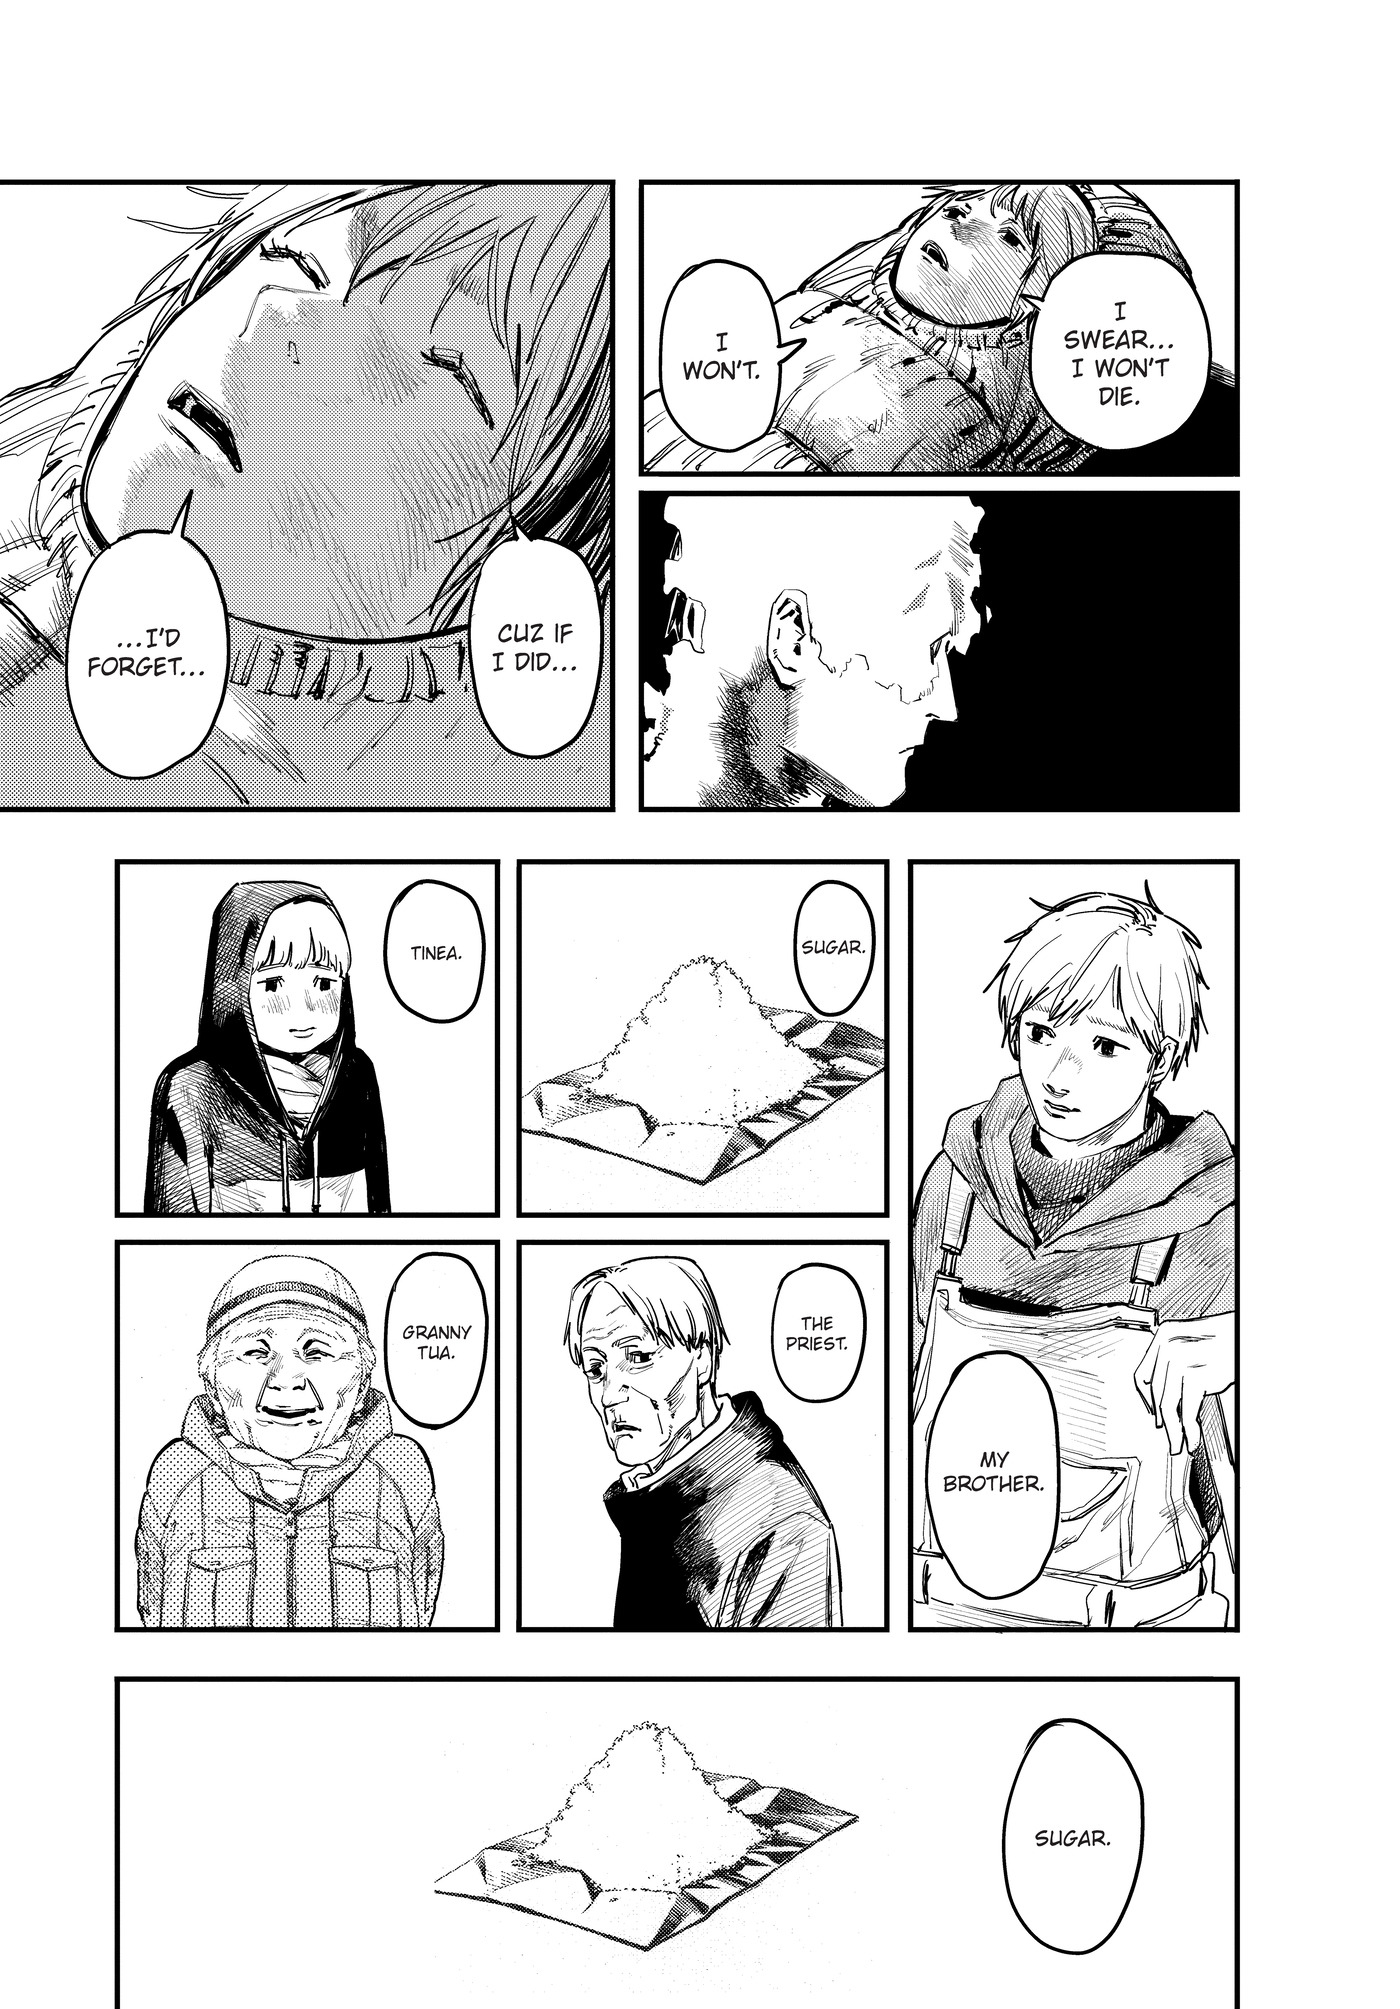 I
SWEAR...
I WON'T
DIE.
I
WON'T.
CUZ IF
I DID...
...I'D
FORGET...
MY
BROTHER.
SUGAR.
TINEA.
THE
PRIEST.
GRANNY
TUA.
SUGAR.